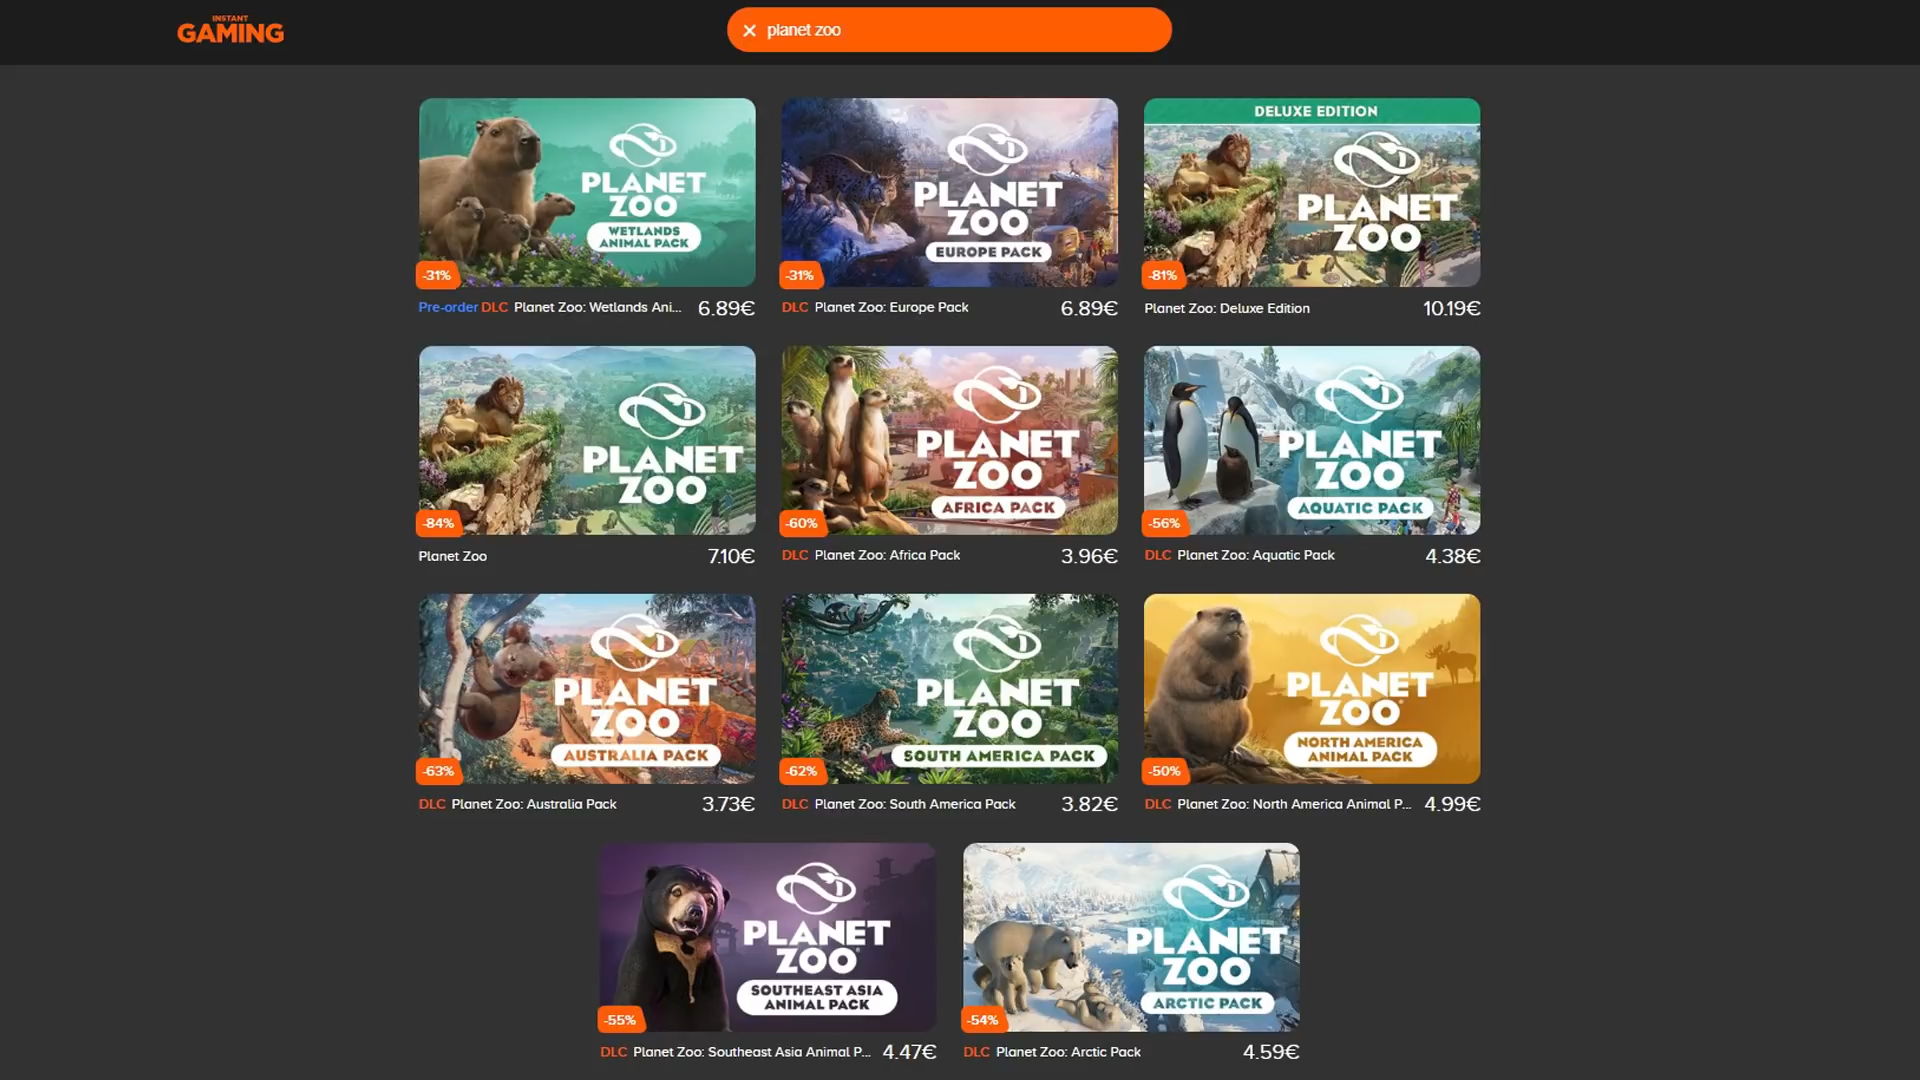 INSTANT
GAMING
planet zoo
PLANET
ZOO
WETLANDS
ANIMAL PACK
-31%
Pre-order DLC Planet Zoo: Wetlands Ani... 6.89€
PLANET
ZOO
EUROPE PACK
-31%
DLC Planet Zoo: Europe Pack 6.89€
DELUXE EDITION
PLANET
ZOO
-81%
Planet Zoo: Deluxe Edition 10.19€
PLANET
ZOO
-84%
Planet Zoo 7.10€
PLANET
ZOO
AFRICA PACK
-60%
DLC Planet Zoo: Africa Pack 3.96€
PLANET
ZOO
AQUATIC PACK
-56%
DLC Planet Zoo: Aquatic Pack 4.38€
PLANET
ZOO
AUSTRALIA PACK
-63%
DLC Planet Zoo: Australia Pack 3.73€
PLANET
ZOO
SOUTH AMERICA PACK
-62%
DLC Planet Zoo: South America Pack 3.82€
PLANET
ZOO
NORTH AMERICA
ANIMAL PACK
-50%
DLC Planet Zoo: North America Animal P... 4.99€
PLANET
ZOO
SOUTHEAST ASIA
ANIMAL PACK
-55%
DLC Planet Zoo: Southeast Asia Animal P... 4.47€
PLANET
ZOO
ARCTIC PACK
-54%
DLC Planet Zoo: Arctic Pack 4.59€